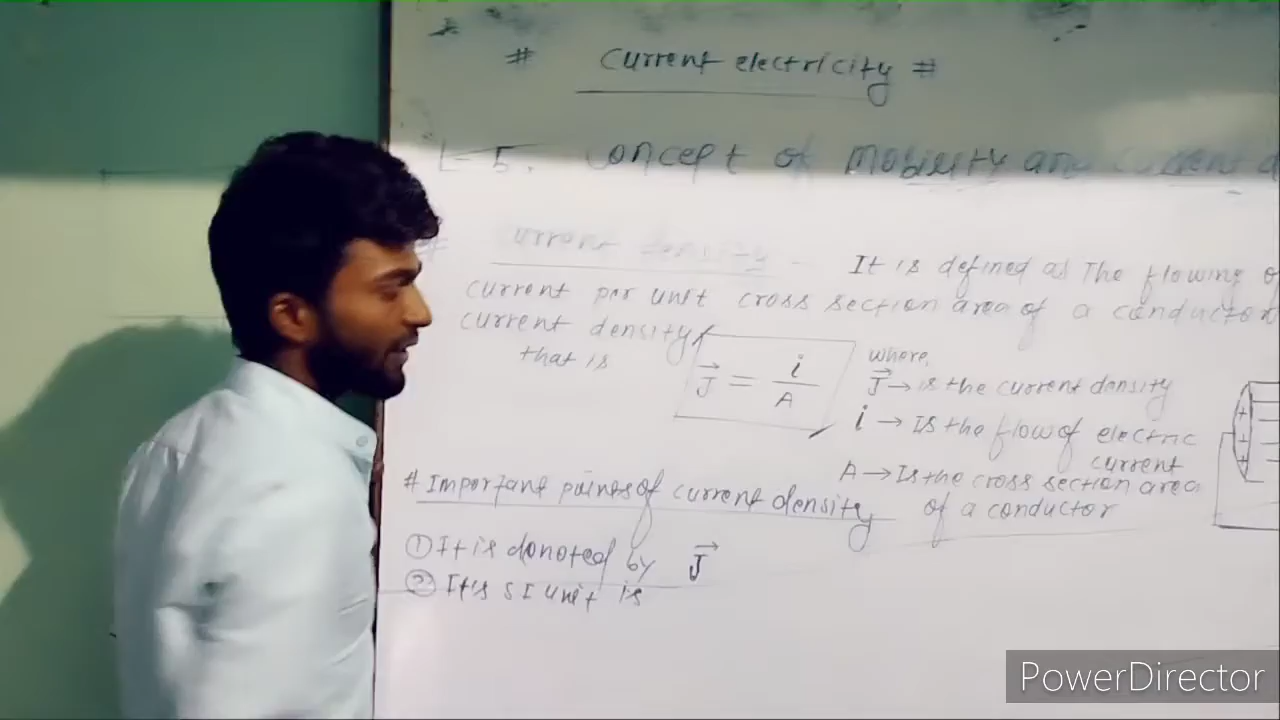 # Current electricity #
L-5. Concept of Mobility and current d
# Current density - It is defined as The flowing of
current per unit cross section area of a conductor
current density
that is
J⃗ = i/A
where,
J⃗ → is the current density
i → Is the flow of electric
current
A → Is the cross section area
of a conductor
# Important points of current density
① It is donoted by J⃗
② It's SI unit is
PowerDirector